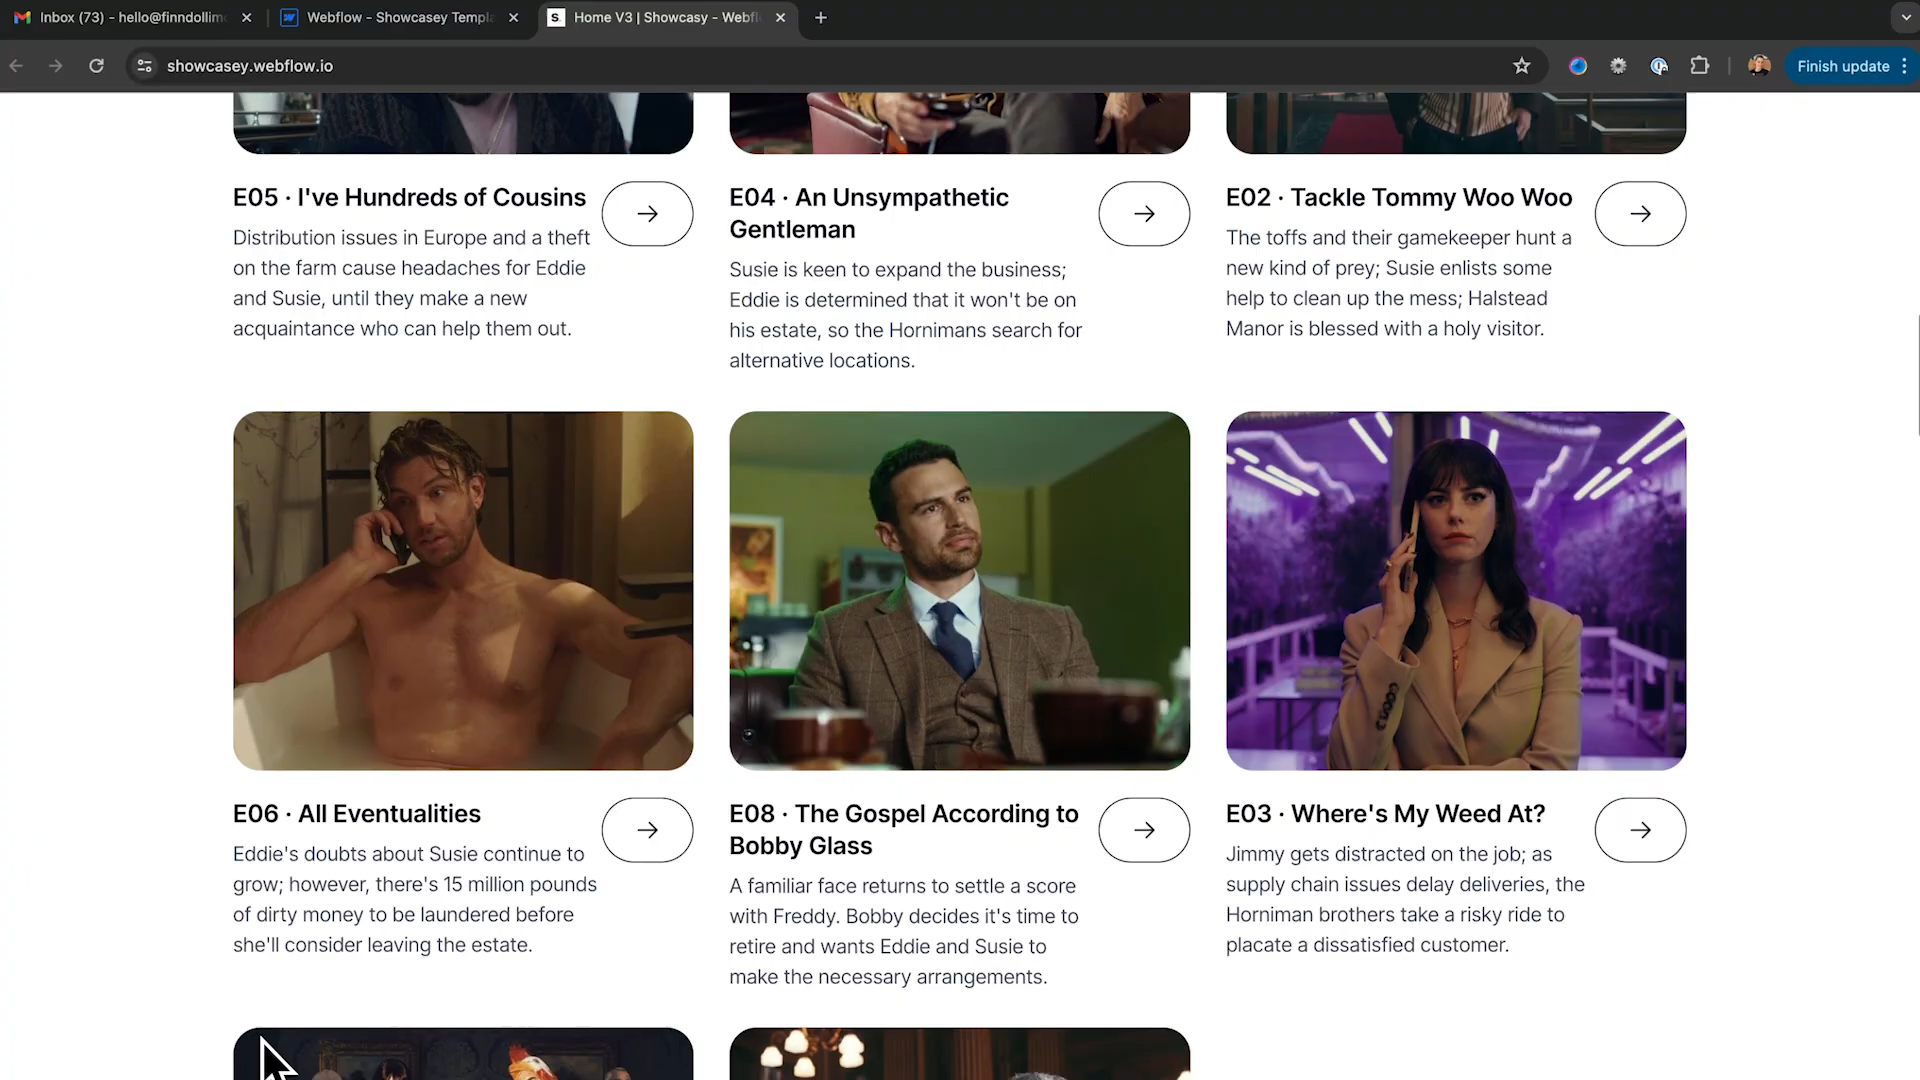 Inbox (73) - hello@finndollim
Webflow - Showcasey Templa
Home V3 | Showcasy - Webfl
showcasey.webflow.io
Finish update
E05 · I've Hundreds of Cousins
Distribution issues in Europe and a theft
on the farm cause headaches for Eddie
and Susie, until they make a new
acquaintance who can help them out.
E04 · An Unsympathetic
Gentleman
Susie is keen to expand the business;
Eddie is determined that it won't be on
his estate, so the Hornimans search for
alternative locations.
E02 · Tackle Tommy Woo Woo
The toffs and their gamekeeper hunt a
new kind of prey; Susie enlists some
help to clean up the mess; Halstead
Manor is blessed with a holy visitor.
E06 · All Eventualities
Eddie's doubts about Susie continue to
grow; however, there's 15 million pounds
of dirty money to be laundered before
she'll consider leaving the estate.
E08 · The Gospel According to
Bobby Glass
A familiar face returns to settle a score
with Freddy. Bobby decides it's time to
retire and wants Eddie and Susie to
make the necessary arrangements.
E03 · Where's My Weed At?
Jimmy gets distracted on the job; as
supply chain issues delay deliveries, the
Horniman brothers take a risky ride to
placate a dissatisfied customer.